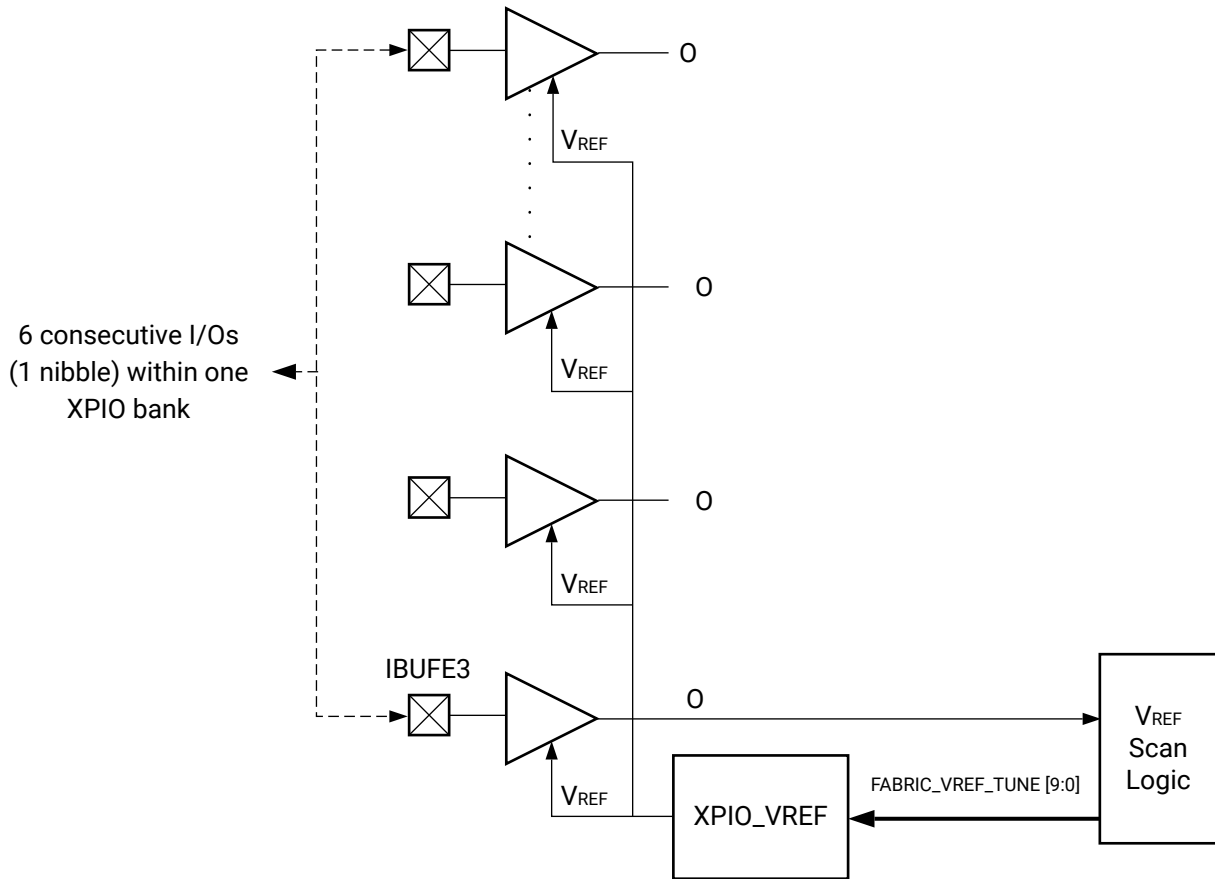 O
VREF
O
6 consecutive I/Os
(1 nibble) within one
XPIO bank
VREF
O
VREF
IBUFE3
O
VREF
Scan
Logic
FABRIC_VREF_TUNE [9:0]
VREF
XPIO_VREF